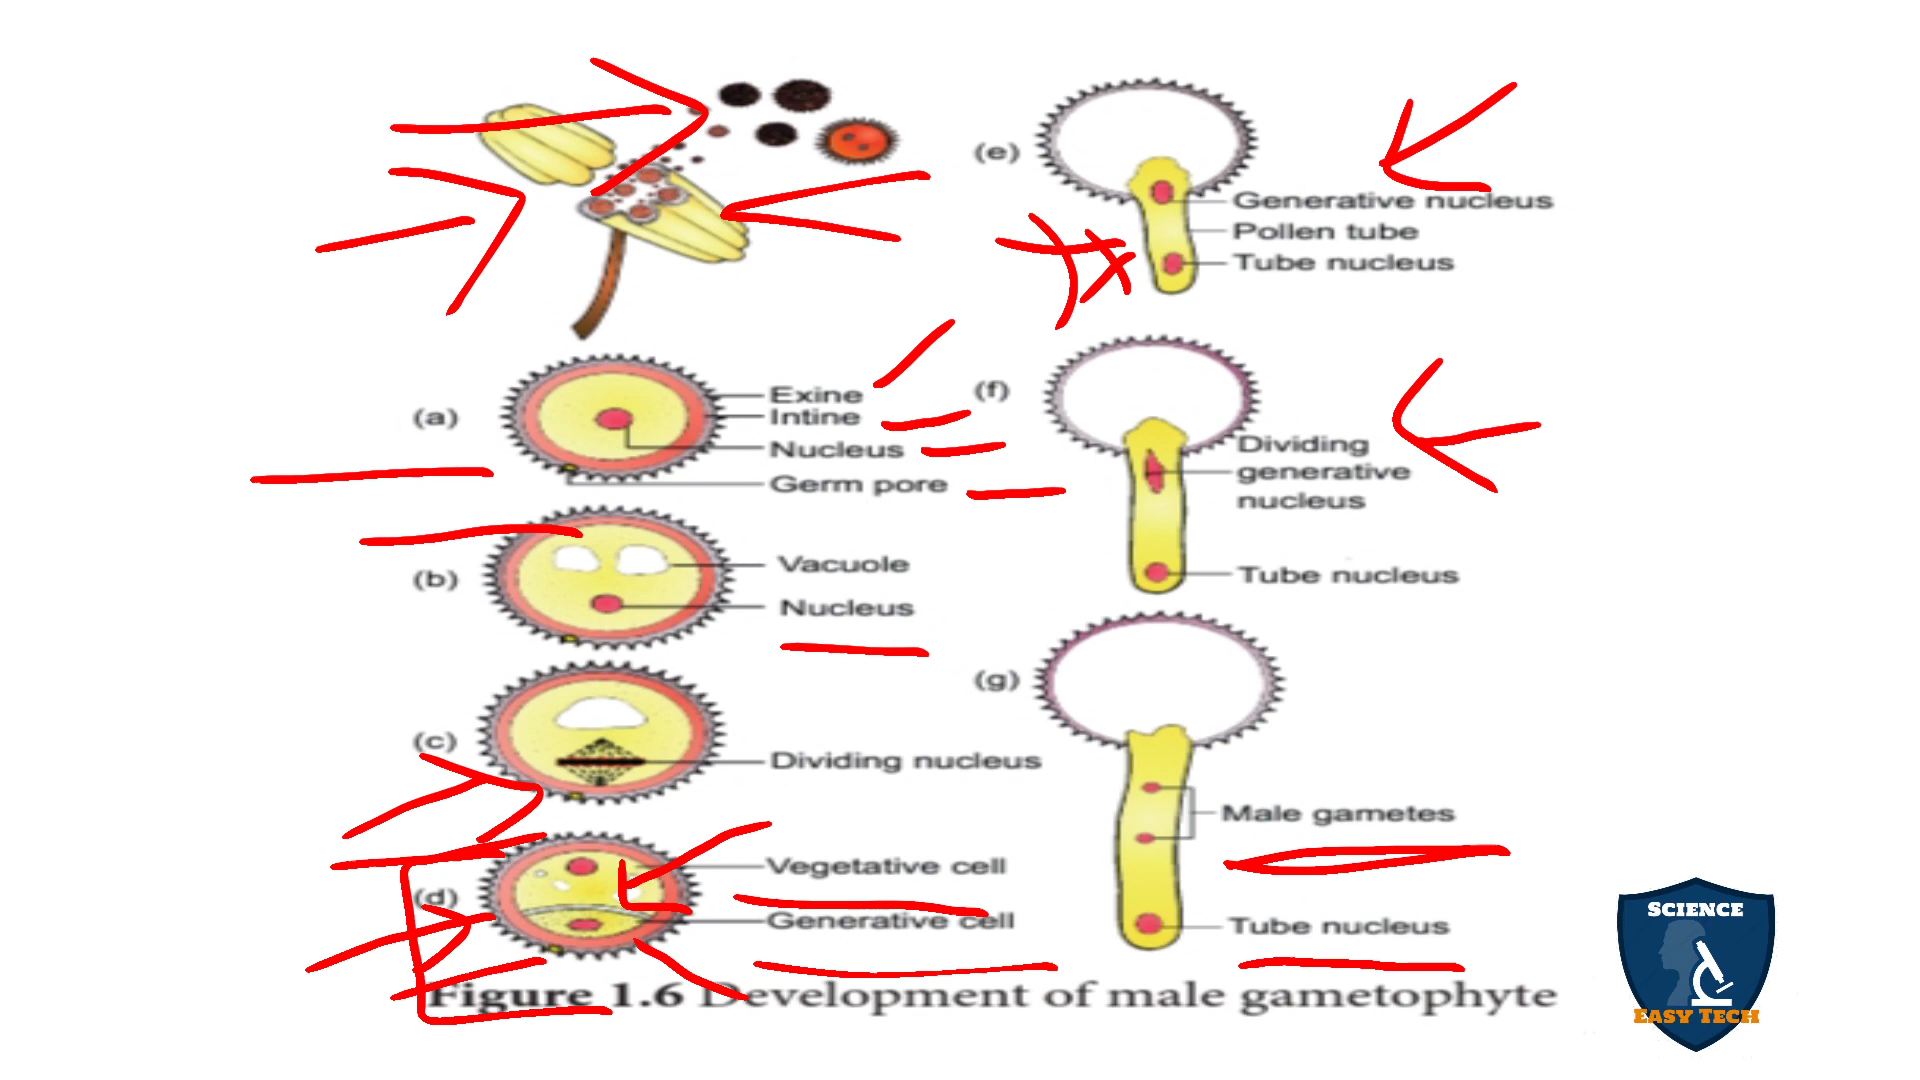 (a)
Exine
Intine
Nucleus
Germ pore
(b)
Vacuole
Nucleus
(c)
Dividing nucleus
(d)
Vegetative cell
Generative cell
(e)
Generative nucleus
Pollen tube
Tube nucleus
(f)
Dividing
generative
nucleus
Tube nucleus
(g)
Male gametes
Tube nucleus
Figure 1.6 Development of male gametophyte
SCIENCE
EASY TECH